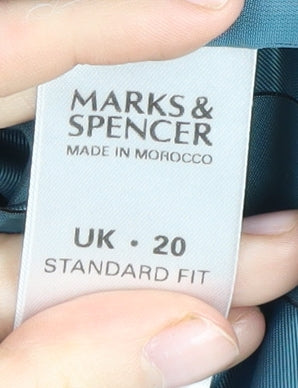 MARKS &
SPENCER
MADE IN MOROCCO
UK • 20
STANDARD FIT